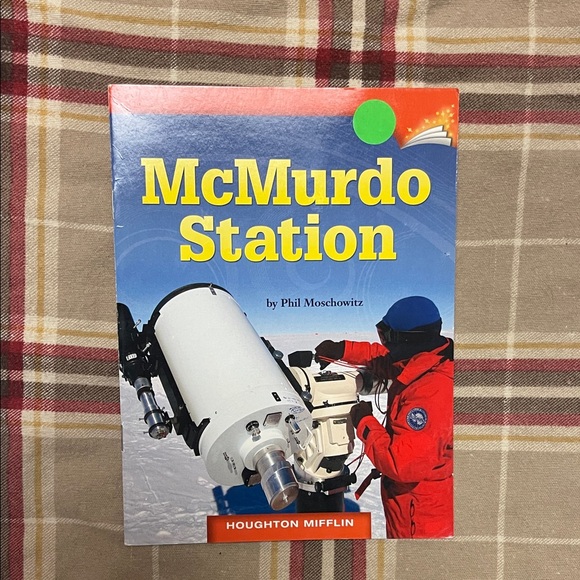 McMurdo
Station
by Phil Moschowitz
HOUGHTON MIFFLIN